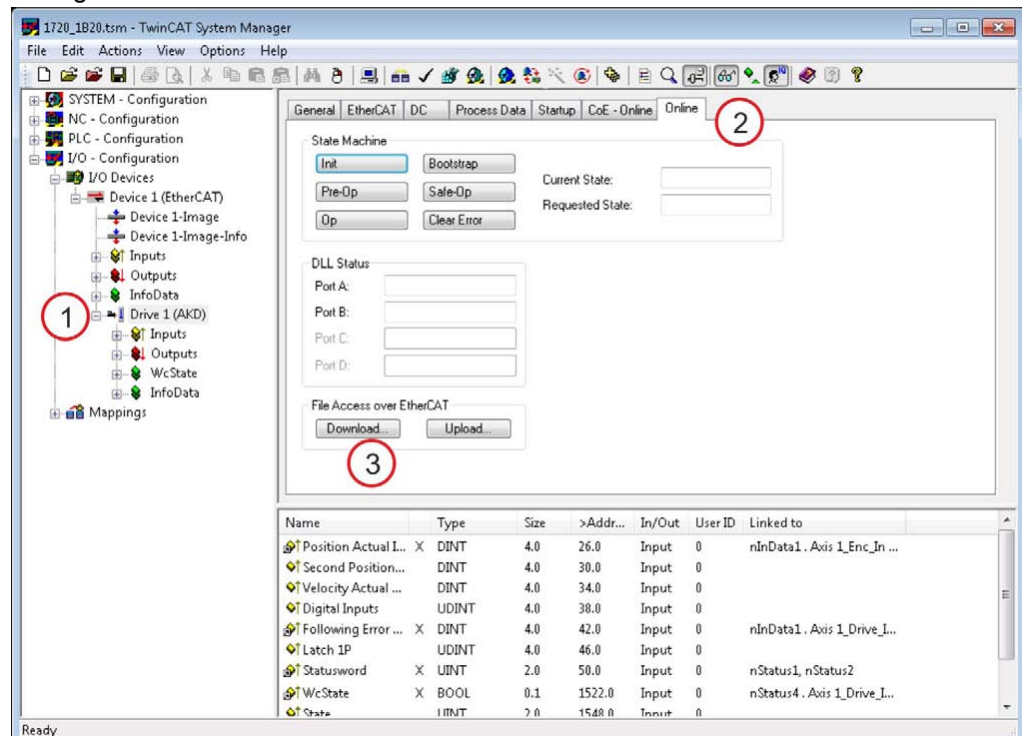 1720_1B20.tsm - TwinCAT System Manager
File Edit Actions View Options Help
SYSTEM - Configuration
NC - Configuration
PLC - Configuration
I/O - Configuration
I/O Devices
Device 1 (EtherCAT)
Device 1-Image
Device 1-Image-Info
Inputs
Outputs
InfoData
1
Drive 1 (AKD)
Inputs
Outputs
WcState
InfoData
Mappings
General EtherCAT DC Process Data Startup CoE - Online Online
2
State Machine
Init Bootstrap
Pre-Op Safe-Op
Op Clear Error
Current State:
Requested State:
DLL Status
Port A:
Port B:
Port C:
Port D:
File Access over EtherCAT
Download... Upload...
3
Name Type Size >Addr... In/Out User ID Linked to
Position Actual I... X DINT 4.0 26.0 Input 0 nInData1 . Axis 1_Enc_In ...
Second Position... DINT 4.0 30.0 Input 0
Velocity Actual ... DINT 4.0 34.0 Input 0
Digital Inputs UDINT 4.0 38.0 Input 0
Following Error ... X DINT 4.0 42.0 Input 0 nInData1 . Axis 1_Drive_I...
Latch 1P UDINT 4.0 46.0 Input 0
Statusword X UINT 2.0 50.0 Input 0 nStatus1, nStatus2
WcState X BOOL 0.1 1522.0 Input 0 nStatus4 . Axis 1_Drive_I...
State UINT 2.0 1548.0 Input 0
Ready